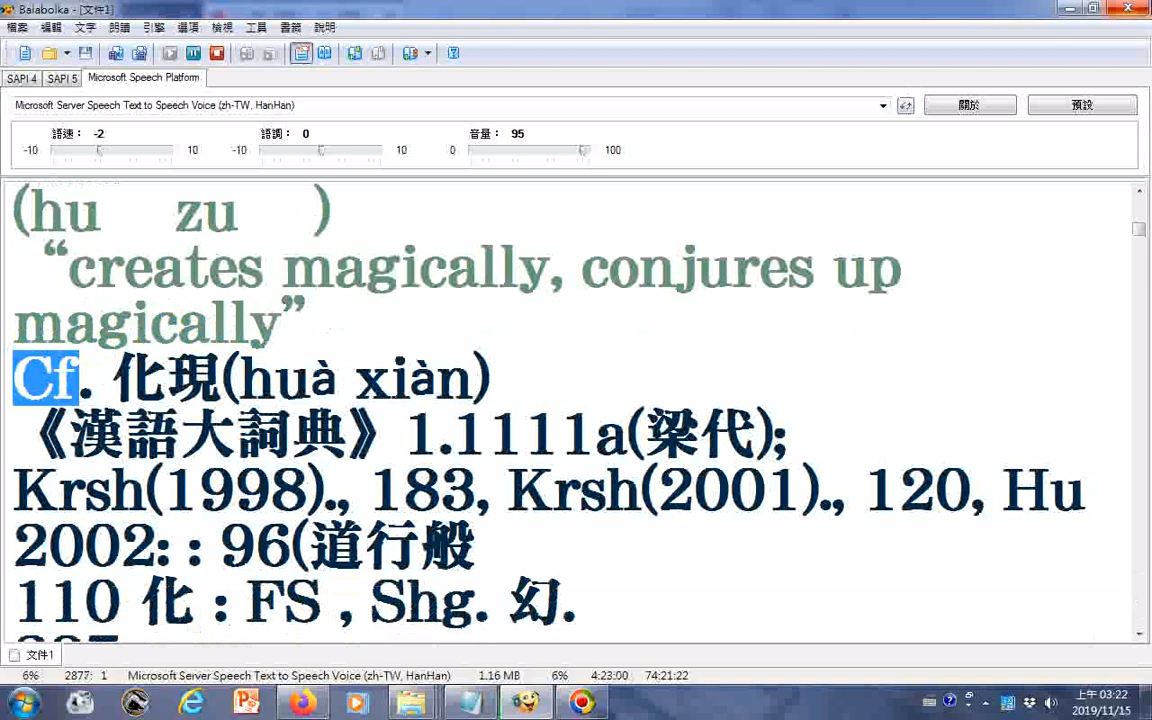 Balabolka - [文件1]
檔案 編輯 文字 朗讀 引擎 選項 檢視 工具 書籤 說明
SAPI 4 SAPI 5 Microsoft Speech Platform
Microsoft Server Speech Text to Speech Voice (zh-TW, HanHan) 關於 預設
語速： -2 語調： 0 音量： 95
-10 10 -10 10 0 100
(hu zu )
“creates magically, conjures up
magically”
Cf. 化現(huà xiàn)
《漢語大詞典》1.1111a(梁代);
Krsh(1998)., 183, Krsh(2001)., 120, Hu
2002: : 96(道行般
110 化 : FS , Shg. 幻.
文件1
6% 2877: 1 Microsoft Server Speech Text to Speech Voice (zh-TW, HanHan) 1.16 MB 6% 4:23:00 74:21:22
上午 03:22
2019/11/15